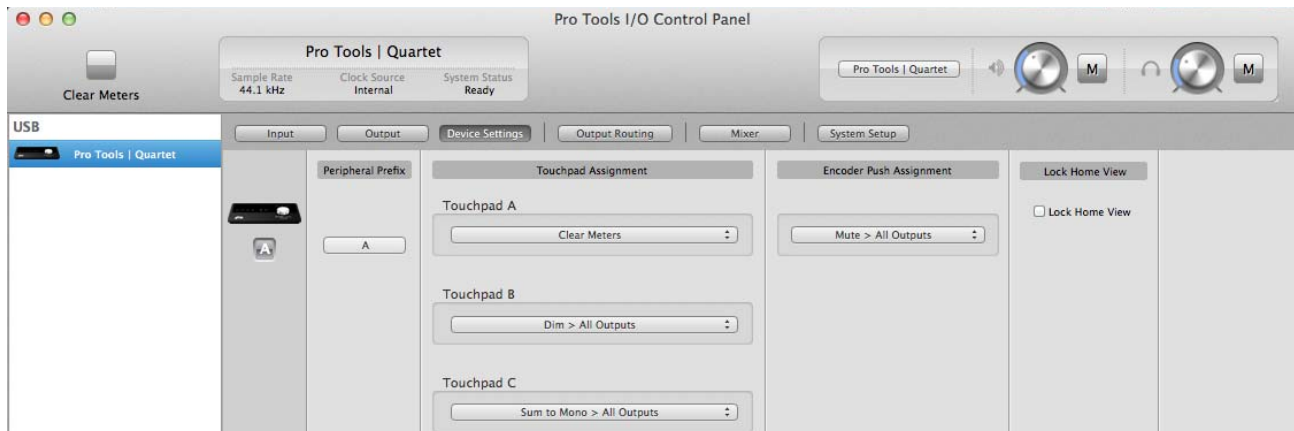 Pro Tools I/O Control Panel
Clear Meters
Pro Tools | Quartet
Sample Rate
44.1 kHz
Clock Source
Internal
System Status
Ready
Pro Tools | Quartet
M
M
USB
Pro Tools | Quartet
Input
Output
Device Settings
Output Routing
Mixer
System Setup
Peripheral Prefix
Touchpad Assignment
Encoder Push Assignment
Lock Home View
A
A
Touchpad A
Clear Meters
Mute > All Outputs
Lock Home View
Touchpad B
Dim > All Outputs
Touchpad C
Sum to Mono > All Outputs